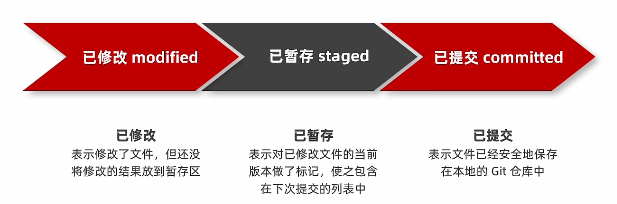 已修改 modified
已暂存 staged
已提交 committed
已修改
表示修改了文件，但还没
将修改的结果放到暂存区
已暂存
表示对已修改文件的当前
版本做了标记，使之包含
在下次提交的列表中
已提交
表示文件已经安全地保存
在本地的 Git 仓库中